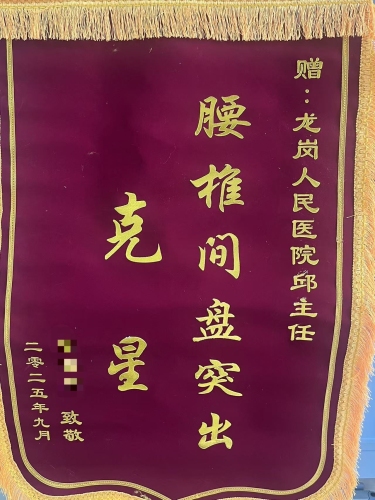 赠：龙岗人民医院邱主任
腰椎间盘突出
克星
致敬
二零二五年九月